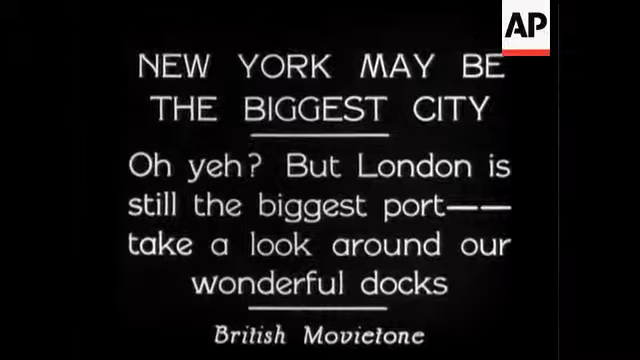 AP
NEW YORK MAY BE
THE BIGGEST CITY
Oh yeh? But London is
still the biggest port——
take a look around our
wonderful docks
British Movietone